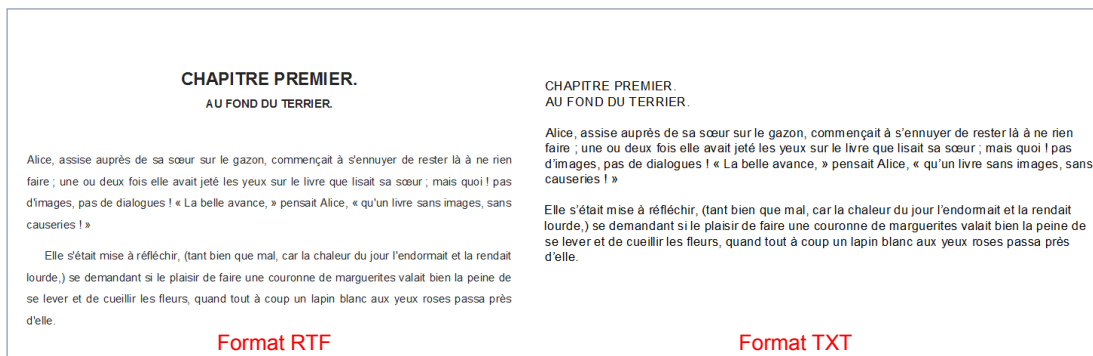 CHAPITRE PREMIER.
AU FOND DU TERRIER.
Alice, assise auprès de sa sœur sur le gazon, commençait à s'ennuyer de rester là à ne rien
faire ; une ou deux fois elle avait jeté les yeux sur le livre que lisait sa sœur ; mais quoi ! pas
d'images, pas de dialogues ! « La belle avance, » pensait Alice, « qu'un livre sans images, sans
causeries ! »
Elle s'était mise à réfléchir, (tant bien que mal, car la chaleur du jour l'endormait et la rendait
lourde,) se demandant si le plaisir de faire une couronne de marguerites valait bien la peine de
se lever et de cueillir les fleurs, quand tout à coup un lapin blanc aux yeux roses passa près
d'elle.
Format RTF
CHAPITRE PREMIER.
AU FOND DU TERRIER.
Alice, assise auprès de sa sœur sur le gazon, commençait à s’ennuyer de rester là à ne rien
faire ; une ou deux fois elle avait jeté les yeux sur le livre que lisait sa sœur ; mais quoi ! pas
d’images, pas de dialogues ! « La belle avance, » pensait Alice, « qu’un livre sans images, sans
causeries ! »
Elle s’était mise à réfléchir, (tant bien que mal, car la chaleur du jour l’endormait et la rendait
lourde,) se demandant si le plaisir de faire une couronne de marguerites valait bien la peine de
se lever et de cueillir les fleurs, quand tout à coup un lapin blanc aux yeux roses passa près
d’elle.
Format TXT